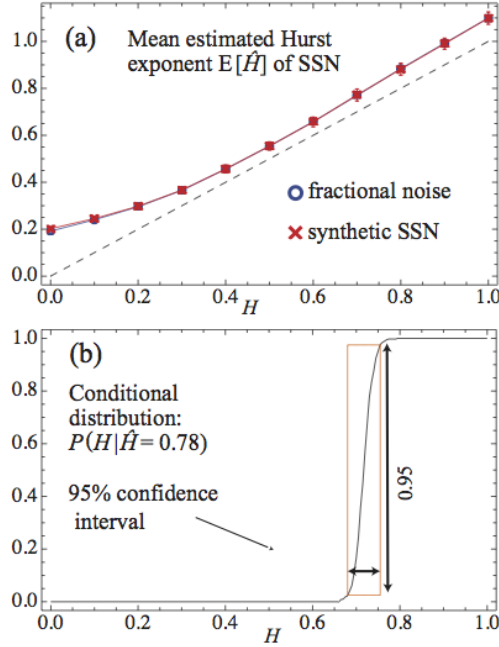 (a)
Mean estimated Hurst
exponent E[Ĥ] of SSN
1.0
0.8
0.6
0.4
0.2
0.0
fractional noise
synthetic SSN
0.0 0.2 0.4 0.6 0.8 1.0
H
(b)
Conditional
distribution:
P(H|Ĥ=0.78)
95% confidence
interval
0.95
1.0
0.8
0.6
0.4
0.2
0.0
0.0 0.2 0.4 0.6 0.8 1.0
H